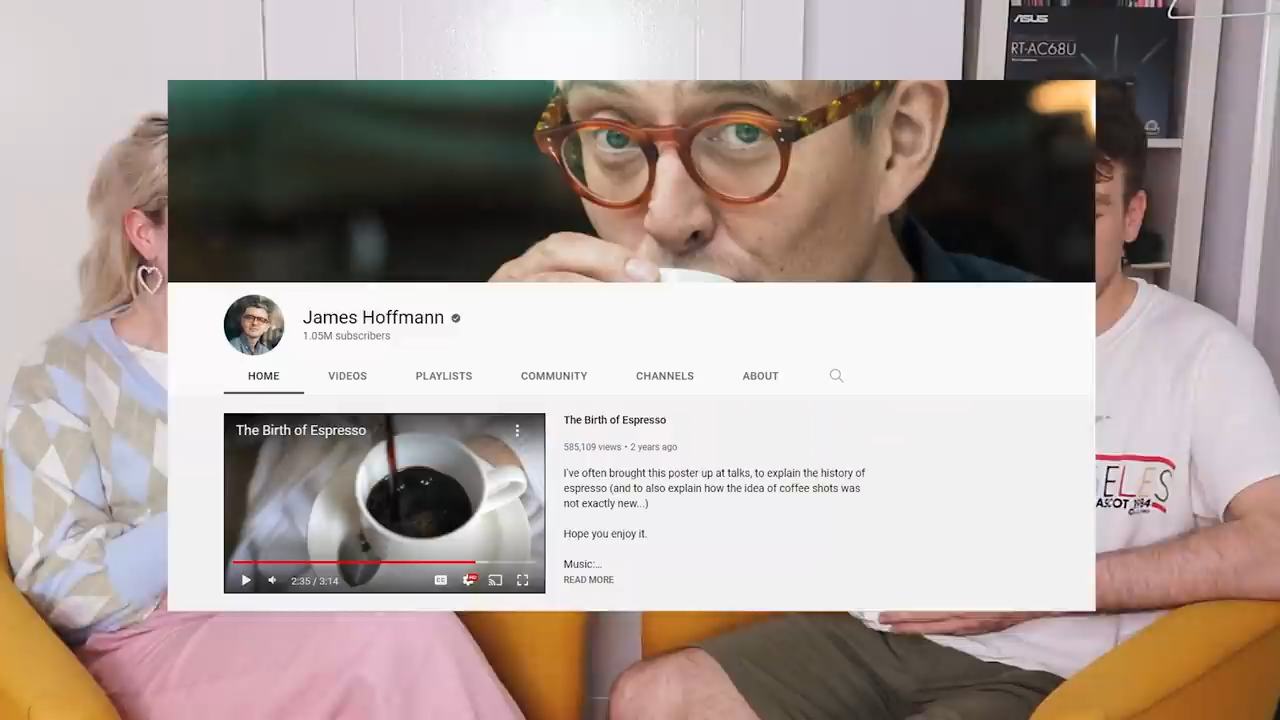 ASUS
RT-AC68U
James Hoffmann
1.05M subscribers
HOME VIDEOS PLAYLISTS COMMUNITY CHANNELS ABOUT
The Birth of Espresso
2:35 / 3:14
CC
HD
The Birth of Espresso
585,109 views • 2 years ago
I've often brought this poster up at talks, to explain the history of
espresso (and to also explain how the idea of coffee shots was
not exactly new...)
Hope you enjoy it.
Music:...
READ MORE
ELES
ASCOT 1984